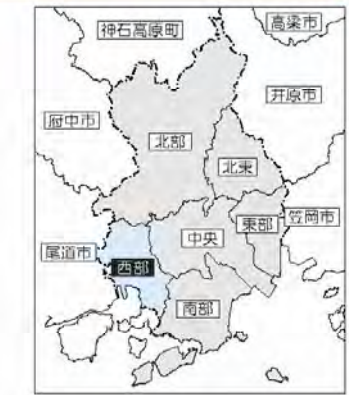 神石高原町
高梁市
井原市
府中市
北部
北東
笠岡市
東部
中央
尾道市
西部
南部